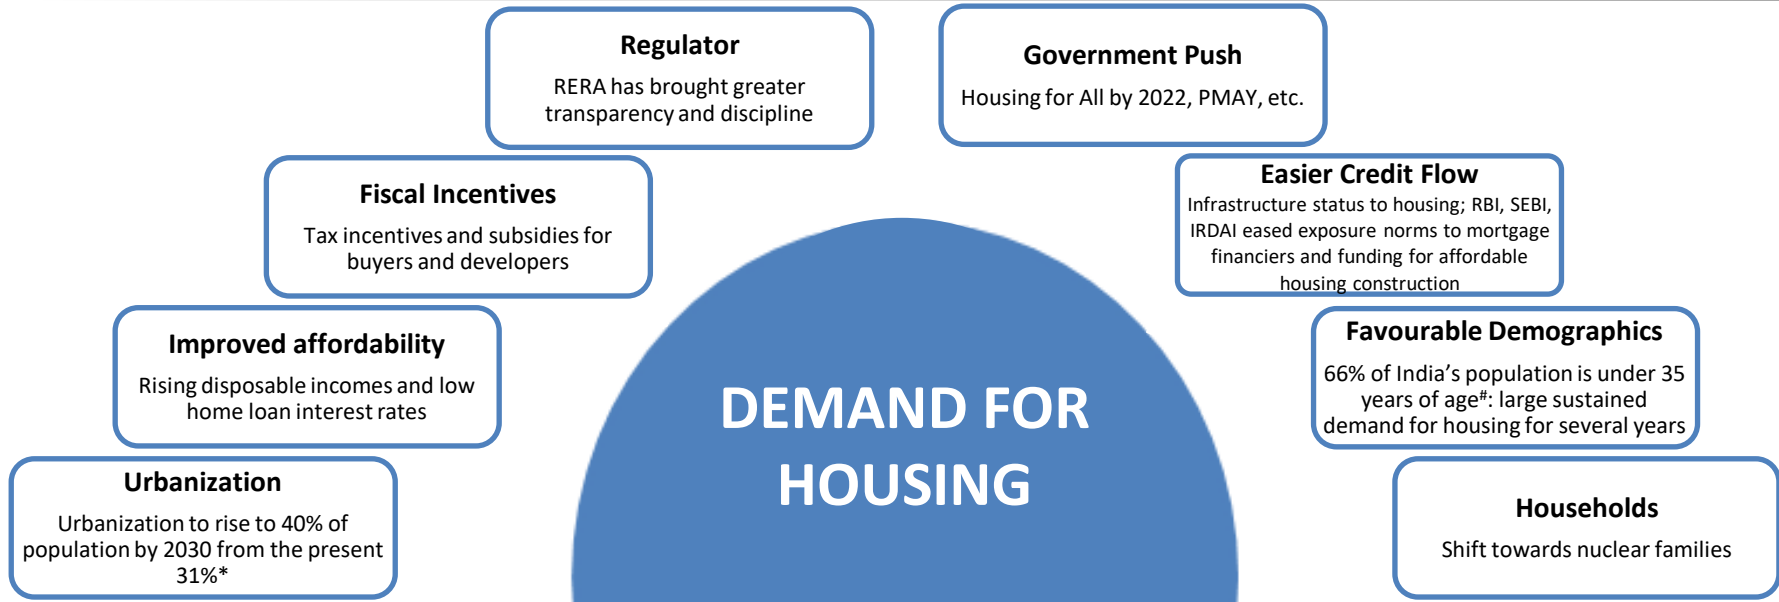 Regulator
RERA has brought greater
transparency and discipline
Government Push
Housing for All by 2022, PMAY, etc.
Fiscal Incentives
Tax incentives and subsidies for
buyers and developers
Easier Credit Flow
Infrastructure status to housing; RBI, SEBI,
IRDAI eased exposure norms to mortgage
financiers and funding for affordable
housing construction
Improved affordability
Rising disposable incomes and low
home loan interest rates
Favourable Demographics
66% of India’s population is under 35
years of age#: large sustained
demand for housing for several years
DEMAND FOR
HOUSING
Urbanization
Urbanization to rise to 40% of
population by 2030 from the present
31%*
Households
Shift towards nuclear families